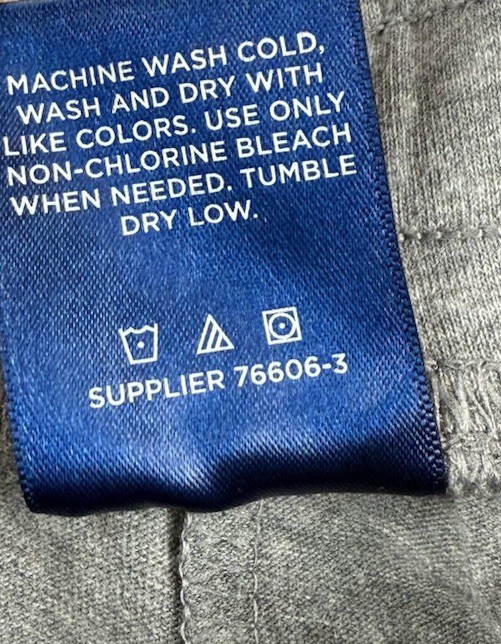 MACHINE WASH COLD,
WASH AND DRY WITH
LIKE COLORS. USE ONLY
NON-CHLORINE BLEACH
WHEN NEEDED. TUMBLE
DRY LOW.
SUPPLIER 76606-3